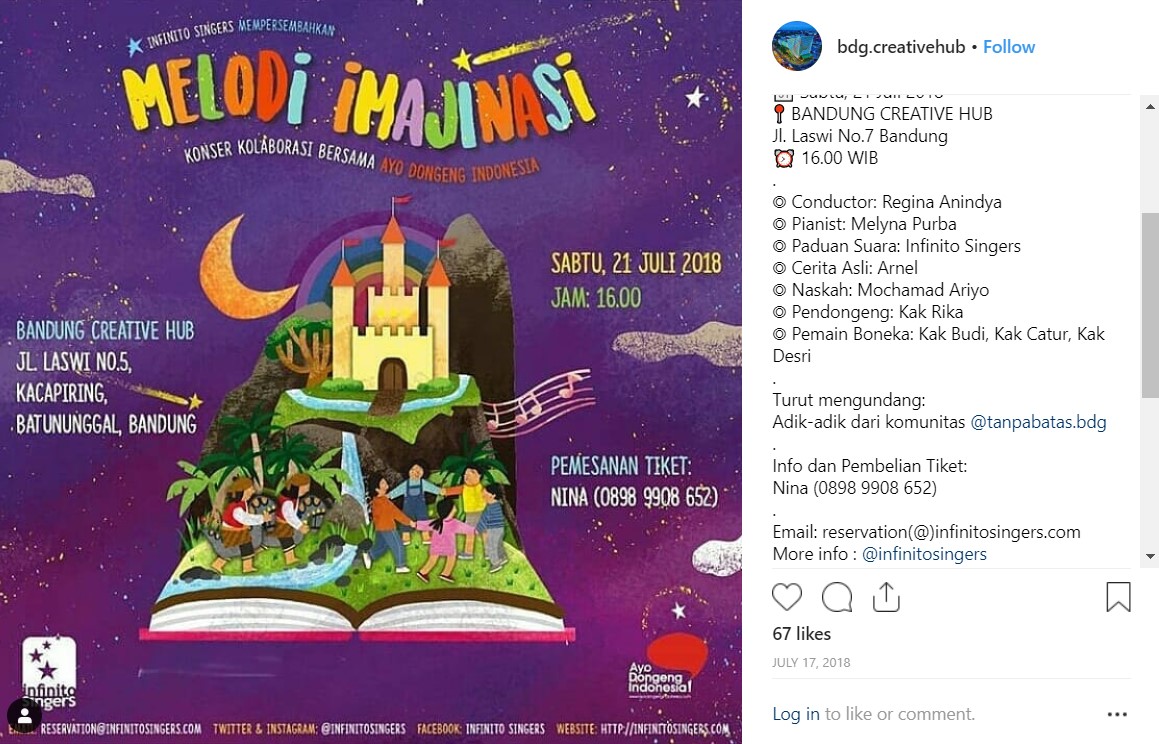 INFINITO SINGERS MEMPERSEMBAHKAN
MELODI IMAJINASI
KONSER KOLABORASI BERSAMA AYO DONGENG INDONESIA
SABTU, 21 JULI 2018
JAM: 16.00
BANDUNG CREATIVE HUB
JL. LASWI NO.5,
KACAPIRING,
BATUNUNGGAL, BANDUNG
PEMESANAN TIKET:
NINA (0898 9908 652)
infinito
singers
Ayo
Dongeng
Indonesia!
RESERVATION@INFINITOSINGERS.COM TWITTER & INSTAGRAM: @INFINITOSINGERS FACEBOOK: INFINITO SINGERS WEBSITE: HTTP://INFINITOSINGERS.COM
bdg.creativehub • Follow
Sabtu, 21 Juli 2018
📍 BANDUNG CREATIVE HUB
Jl. Laswi No.7 Bandung
⏰ 16.00 WIB
.
◎ Conductor: Regina Anindya
◎ Pianist: Melyna Purba
◎ Paduan Suara: Infinito Singers
◎ Cerita Asli: Arnel
◎ Naskah: Mochamad Ariyo
◎ Pendongeng: Kak Rika
◎ Pemain Boneka: Kak Budi, Kak Catur, Kak
Desri
.
Turut mengundang:
Adik-adik dari komunitas @tanpabatas.bdg
.
Info dan Pembelian Tiket:
Nina (0898 9908 652)
.
Email: reservation(@)infinitosingers.com
More info : @infinitosingers
67 likes
JULY 17, 2018
Log in to like or comment.